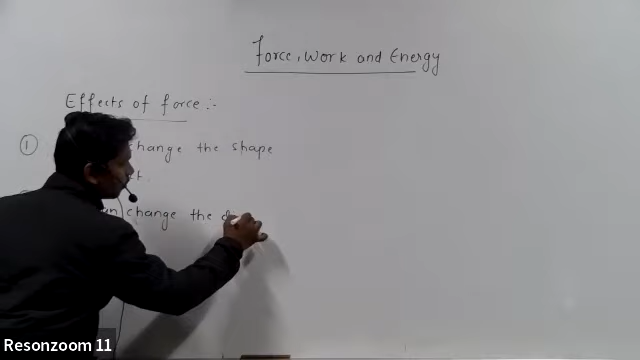 Force, Work and Energy
Effects of force :-
① change the shape
change the
Resonzoom 11